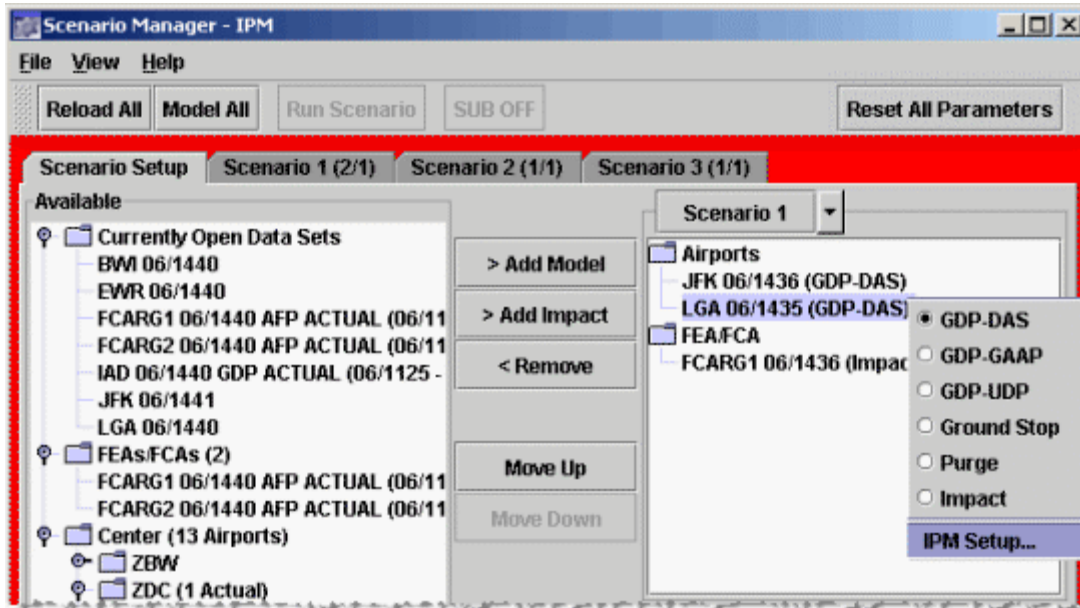 Scenario Manager - IPM
File View Help
Reload All Model All Run Scenario SUB OFF Reset All Parameters
Scenario Setup Scenario 1 (2/1) Scenario 2 (1/1) Scenario 3 (1/1)
Available
Currently Open Data Sets
BWI 06/1440
EWR 06/1440
FCARG1 06/1440 AFP ACTUAL (06/11
FCARG2 06/1440 AFP ACTUAL (06/11
IAD 06/1440 GDP ACTUAL (06/1125 -
JFK 06/1441
LGA 06/1440
FEAs/FCAs (2)
FCARG1 06/1440 AFP ACTUAL (06/11
FCARG2 06/1440 AFP ACTUAL (06/11
Center (13 Airports)
ZBW
ZDC (1 Actual)
> Add Model
> Add Impact
< Remove
Move Up
Move Down
Scenario 1
Airports
JFK 06/1436 (GDP-DAS)
LGA 06/1435 (GDP-DAS)
FEA/FCA
FCARG1 06/1436 (Impac
GDP-DAS
GDP-GAAP
GDP-UDP
Ground Stop
Purge
Impact
IPM Setup...